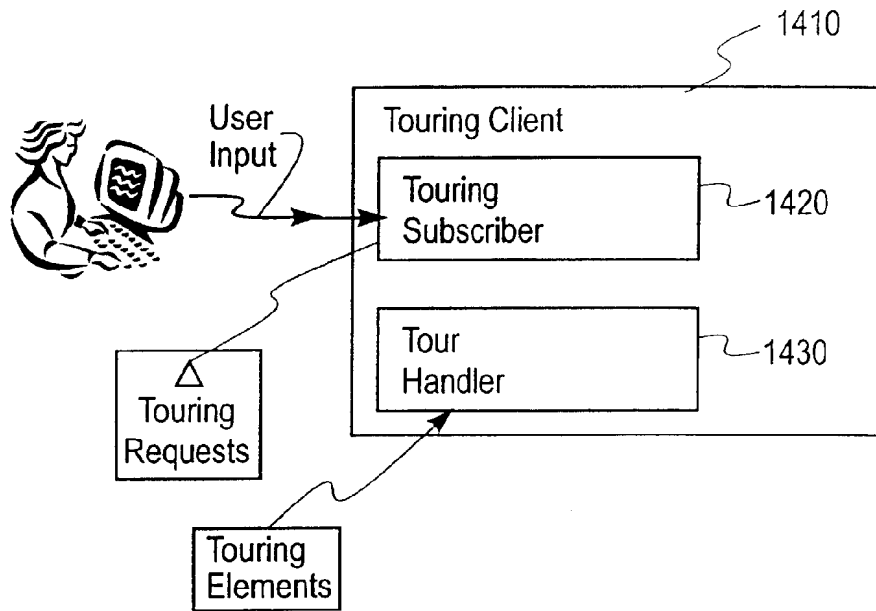 1410
User
Input
Touring Client
Touring
Subscriber
1420
Tour
Handler
1430
Touring
Requests
Touring
Elements